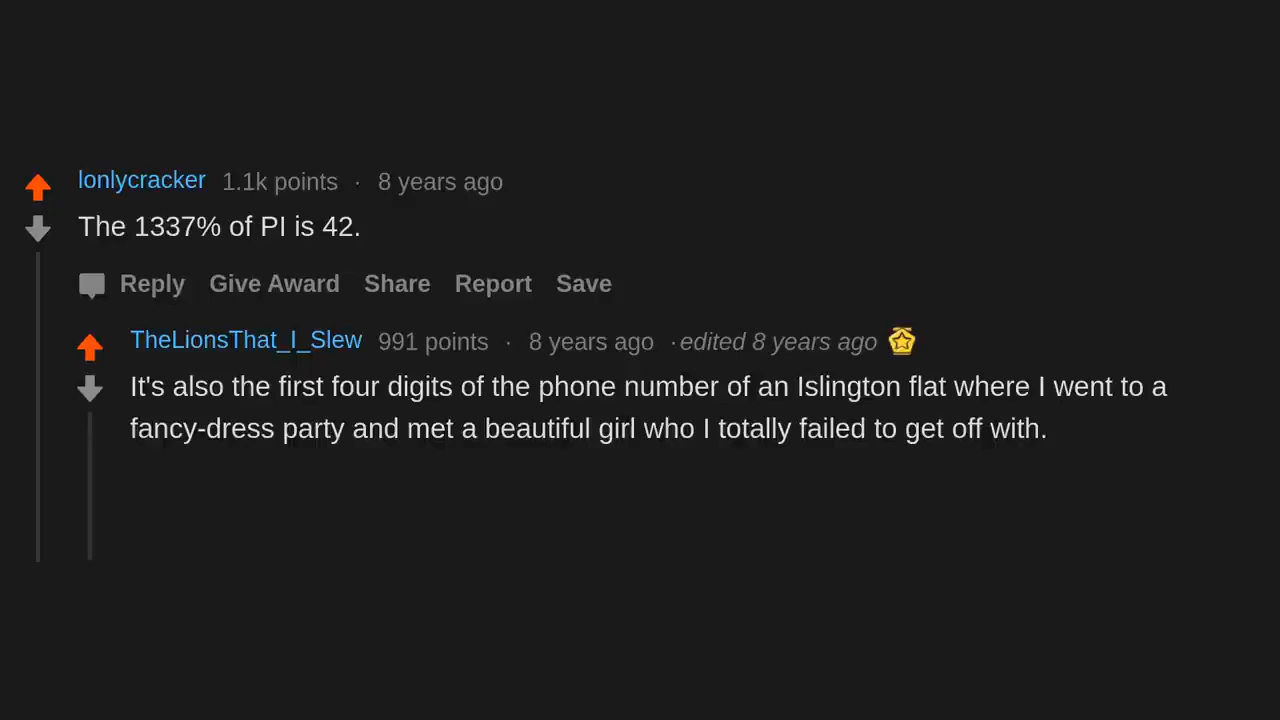 lonlycracker 1.1k points · 8 years ago
The 1337% of PI is 42.
Reply Give Award Share Report Save
TheLionsThat_I_Slew 991 points · 8 years ago ·edited 8 years ago
It's also the first four digits of the phone number of an Islington flat where I went to a
fancy-dress party and met a beautiful girl who I totally failed to get off with.